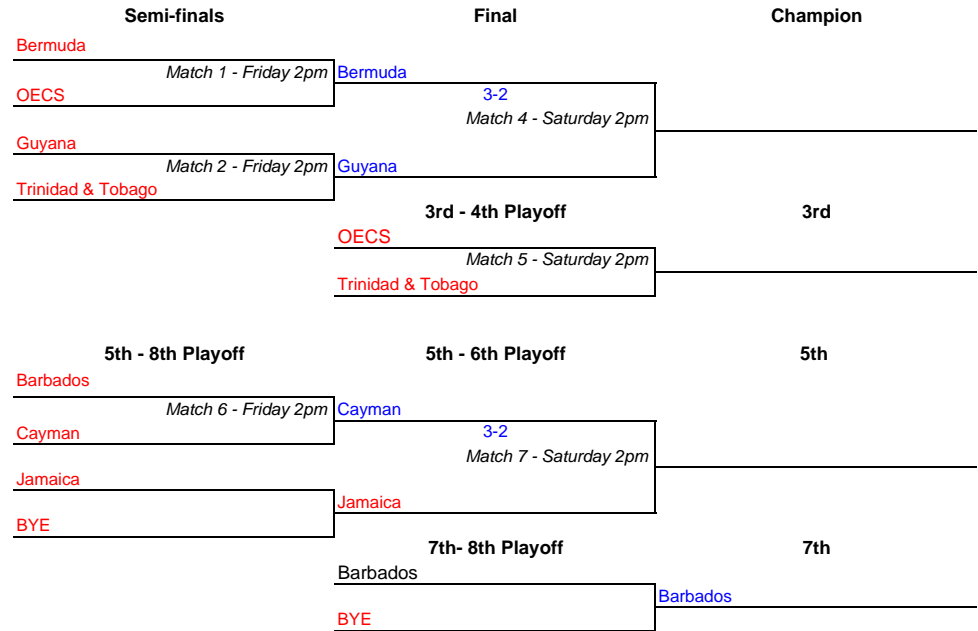 Semi-finals Final Champion
Bermuda
Match 1 - Friday 2pm Bermuda
OECS 3-2
Match 4 - Saturday 2pm
Guyana
Match 2 - Friday 2pm Guyana
Trinidad & Tobago
3rd - 4th Playoff 3rd
OECS
Match 5 - Saturday 2pm
Trinidad & Tobago
5th - 8th Playoff 5th - 6th Playoff 5th
Barbados
Match 6 - Friday 2pm Cayman
Cayman 3-2
Match 7 - Saturday 2pm
Jamaica
Jamaica
BYE
7th- 8th Playoff 7th
Barbados
Barbados
BYE